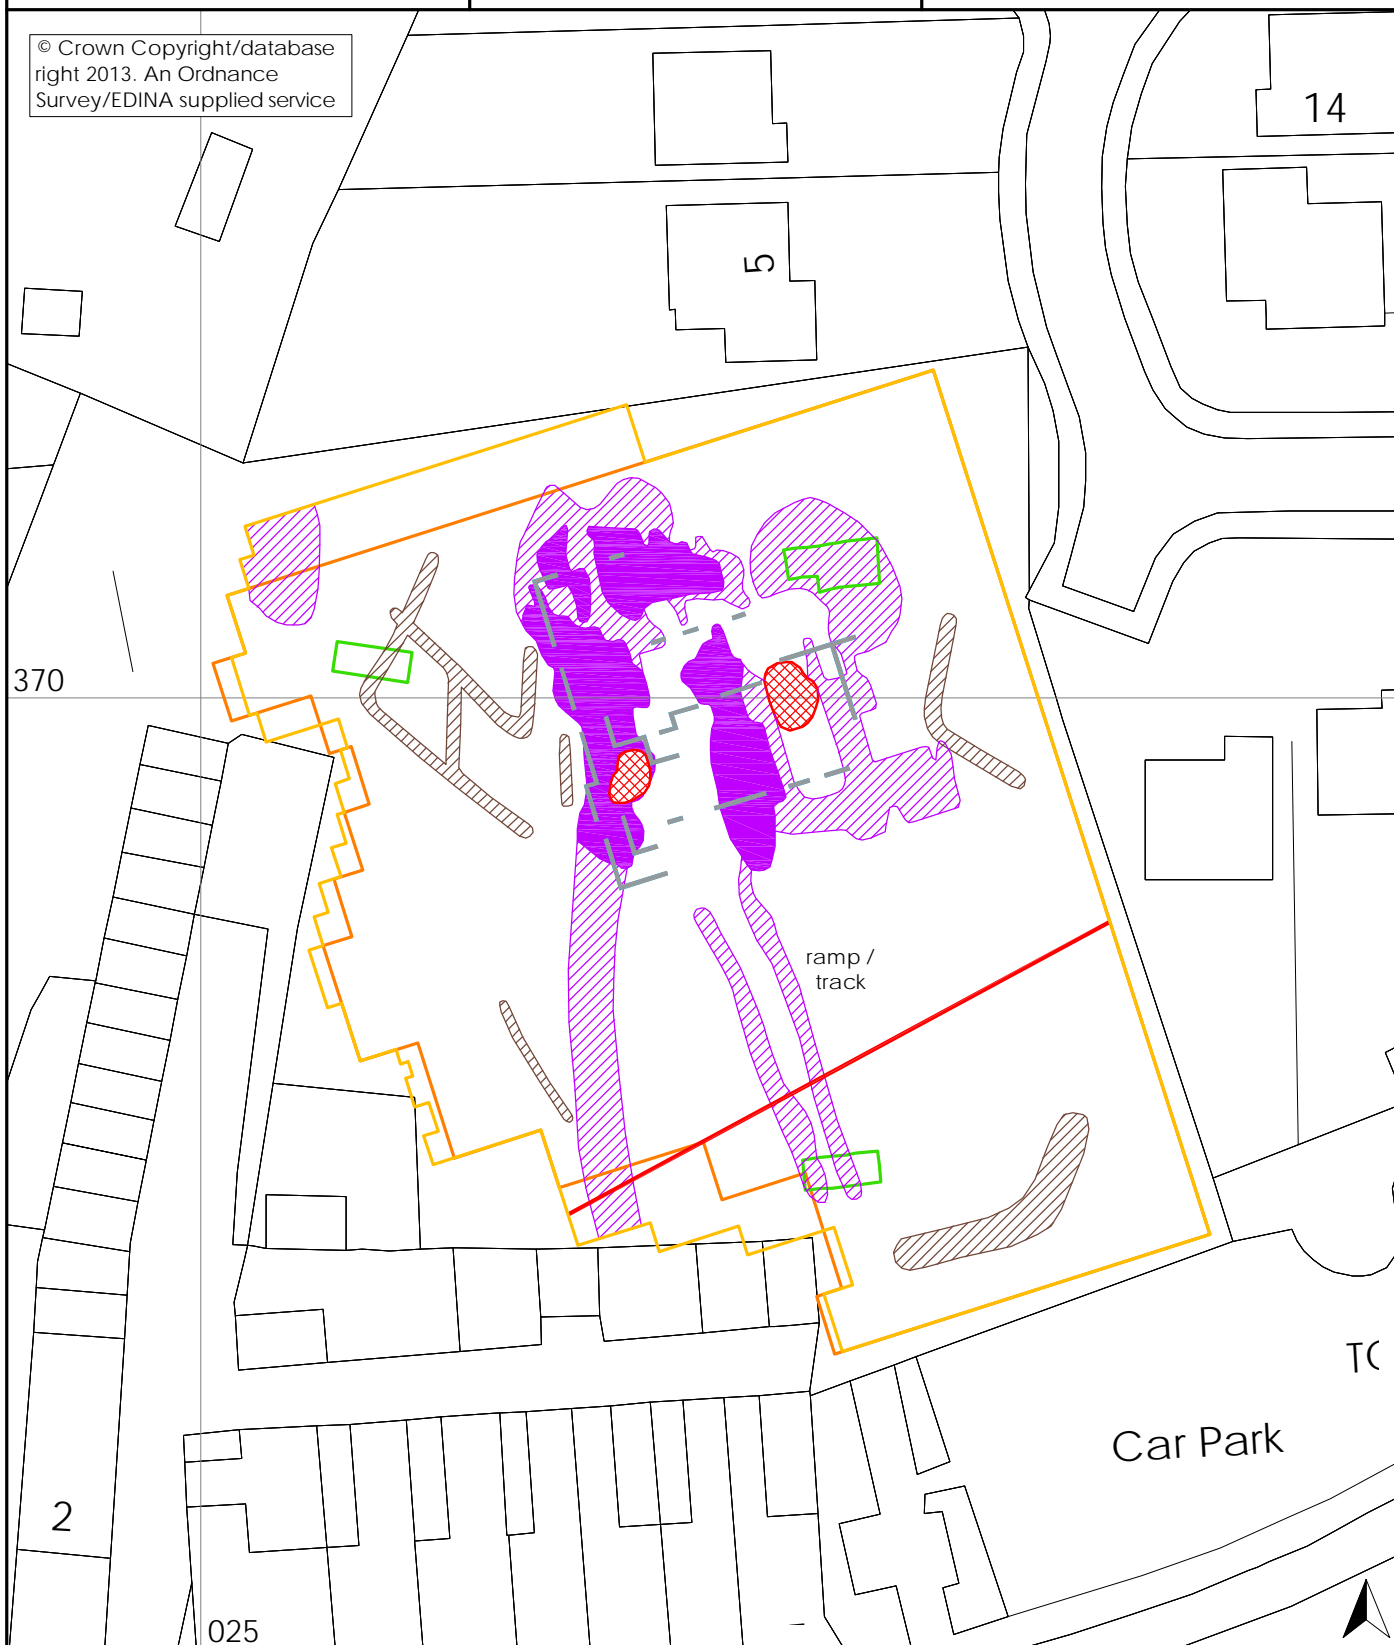 © Crown Copyright/database
right 2013. An Ordnance
Survey/EDINA supplied service
14
5
370
ramp /
track
Car Park
2
025